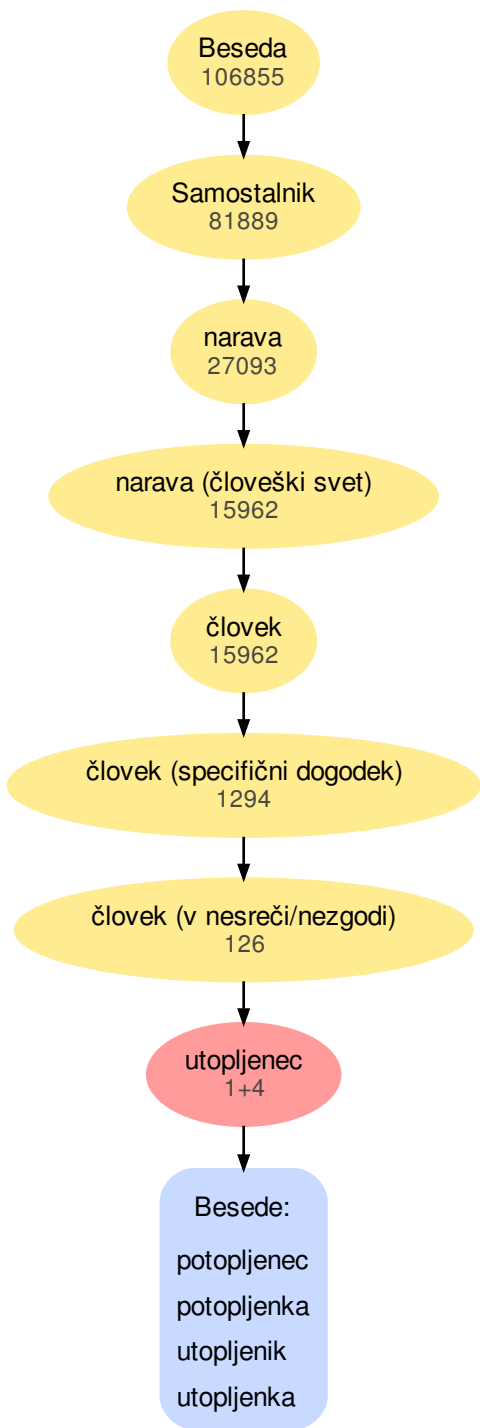 Beseda
106855
Samostalnik
81889
narava
27093
narava (človeški svet)
15962
človek
15962
človek (specifični dogodek)
1294
človek (v nesreči/nezgodi)
126
utopljenec
1+4
Besede:
potopljenec
potopljenka
utopljenik
utopljenka